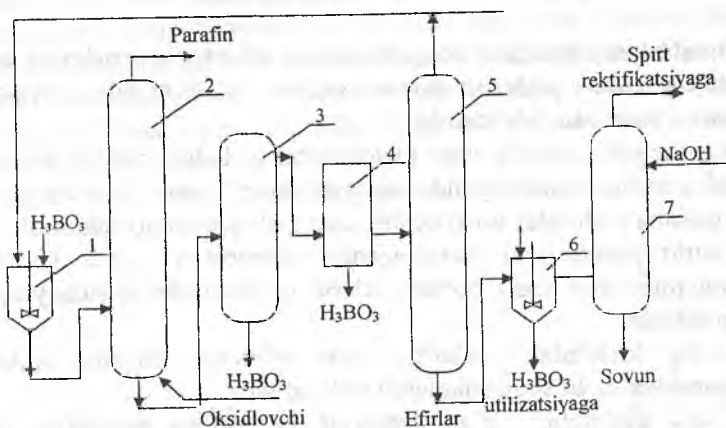 Parafin
2
3
4
5
Spirt
rektifikatsiyaga
NaOH
7
H₃BO₃
1
6
H₃BO₃
H₃BO₃
Oksidlovchi
Efirlar
H₃BO₃
utilizatsiyaga
Sovun